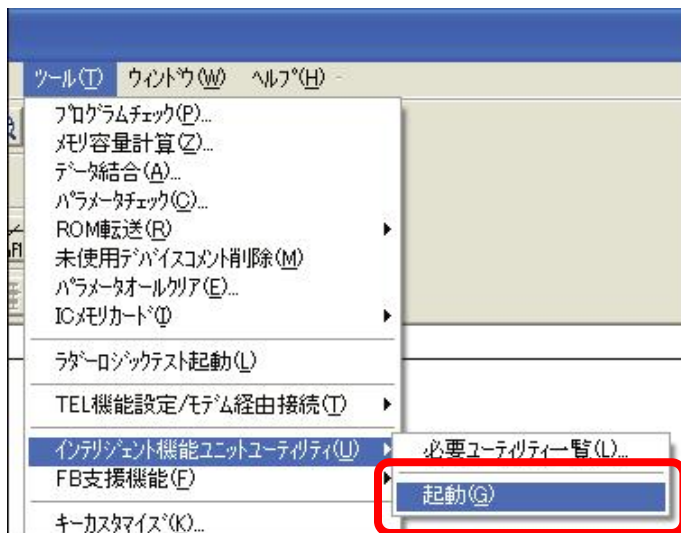 ツール(T) ウィンドウ(W) ヘルプ(H)
プログラムチェック(P)...
メモリ容量計算(Z)...
データ結合(A)...
パラメータチェック(C)...
ROM転送(R)
未使用デバイスコメント削除(M)
パラメータオールクリア(E)...
ICメモリカード(I)
ラダーロジックテスト起動(L)
TEL機能設定/モデム経由接続(T)
インテリジェント機能ユニットユーティリティ(U)
必要ユーティリティ一覧(L)...
FB支援機能(F)
起動(G)
キーカスタマイズ(K)...